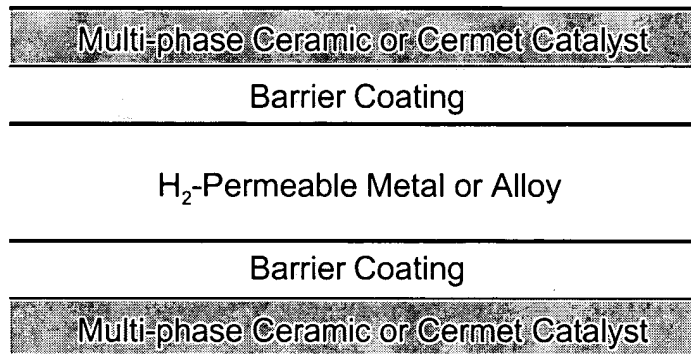 Multi-phase Ceramic or Cermet Catalyst
Barrier Coating
H₂-Permeable Metal or Alloy
Barrier Coating
Multi-phase Ceramic or Cermet Catalyst